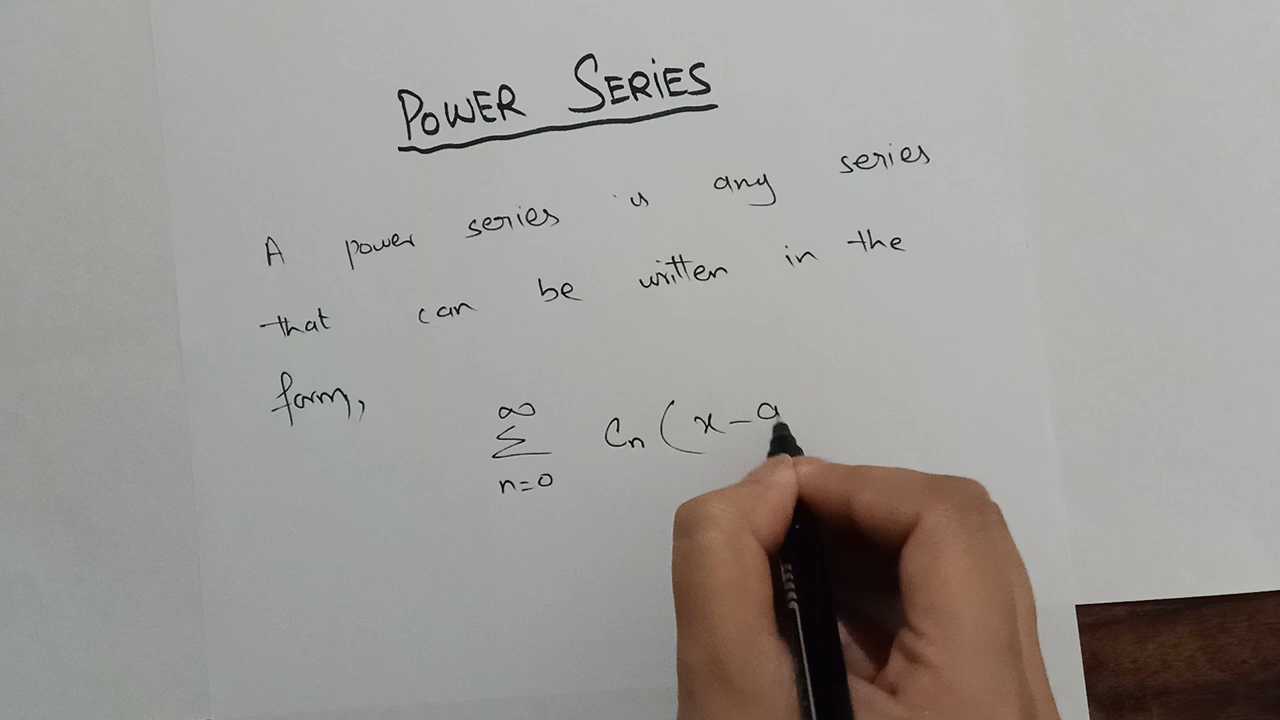 POWER SERIES
A power series is any series
that can be written in the
form,
∞
Σ Cn (x-a
n=0